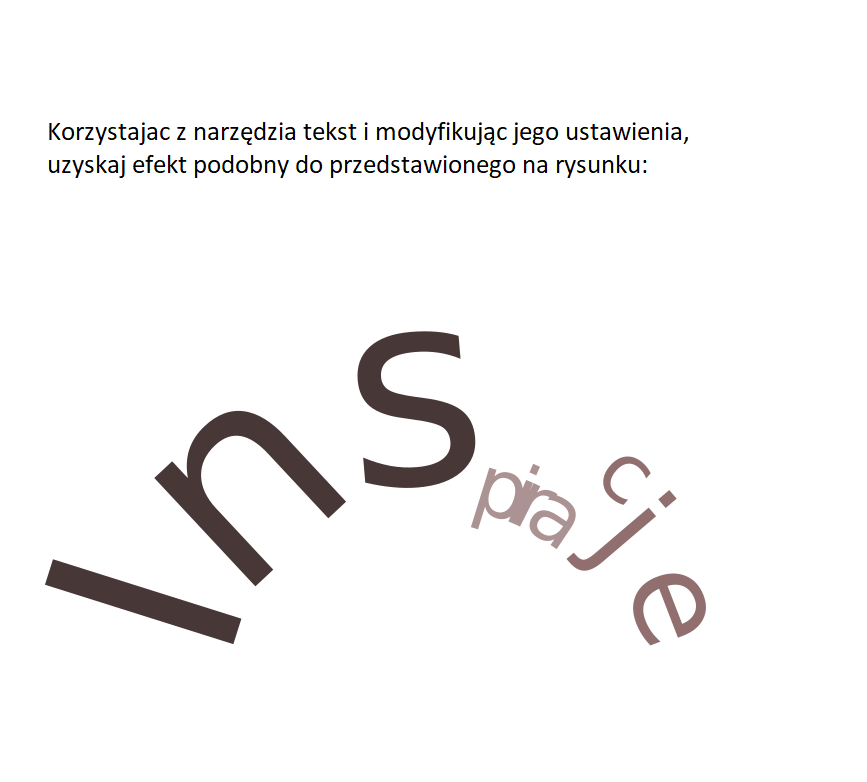 Korzystajac z narzędzia tekst i modyfikując jego ustawienia,
uzyskaj efekt podobny do przedstawionego na rysunku:
Inspiracje